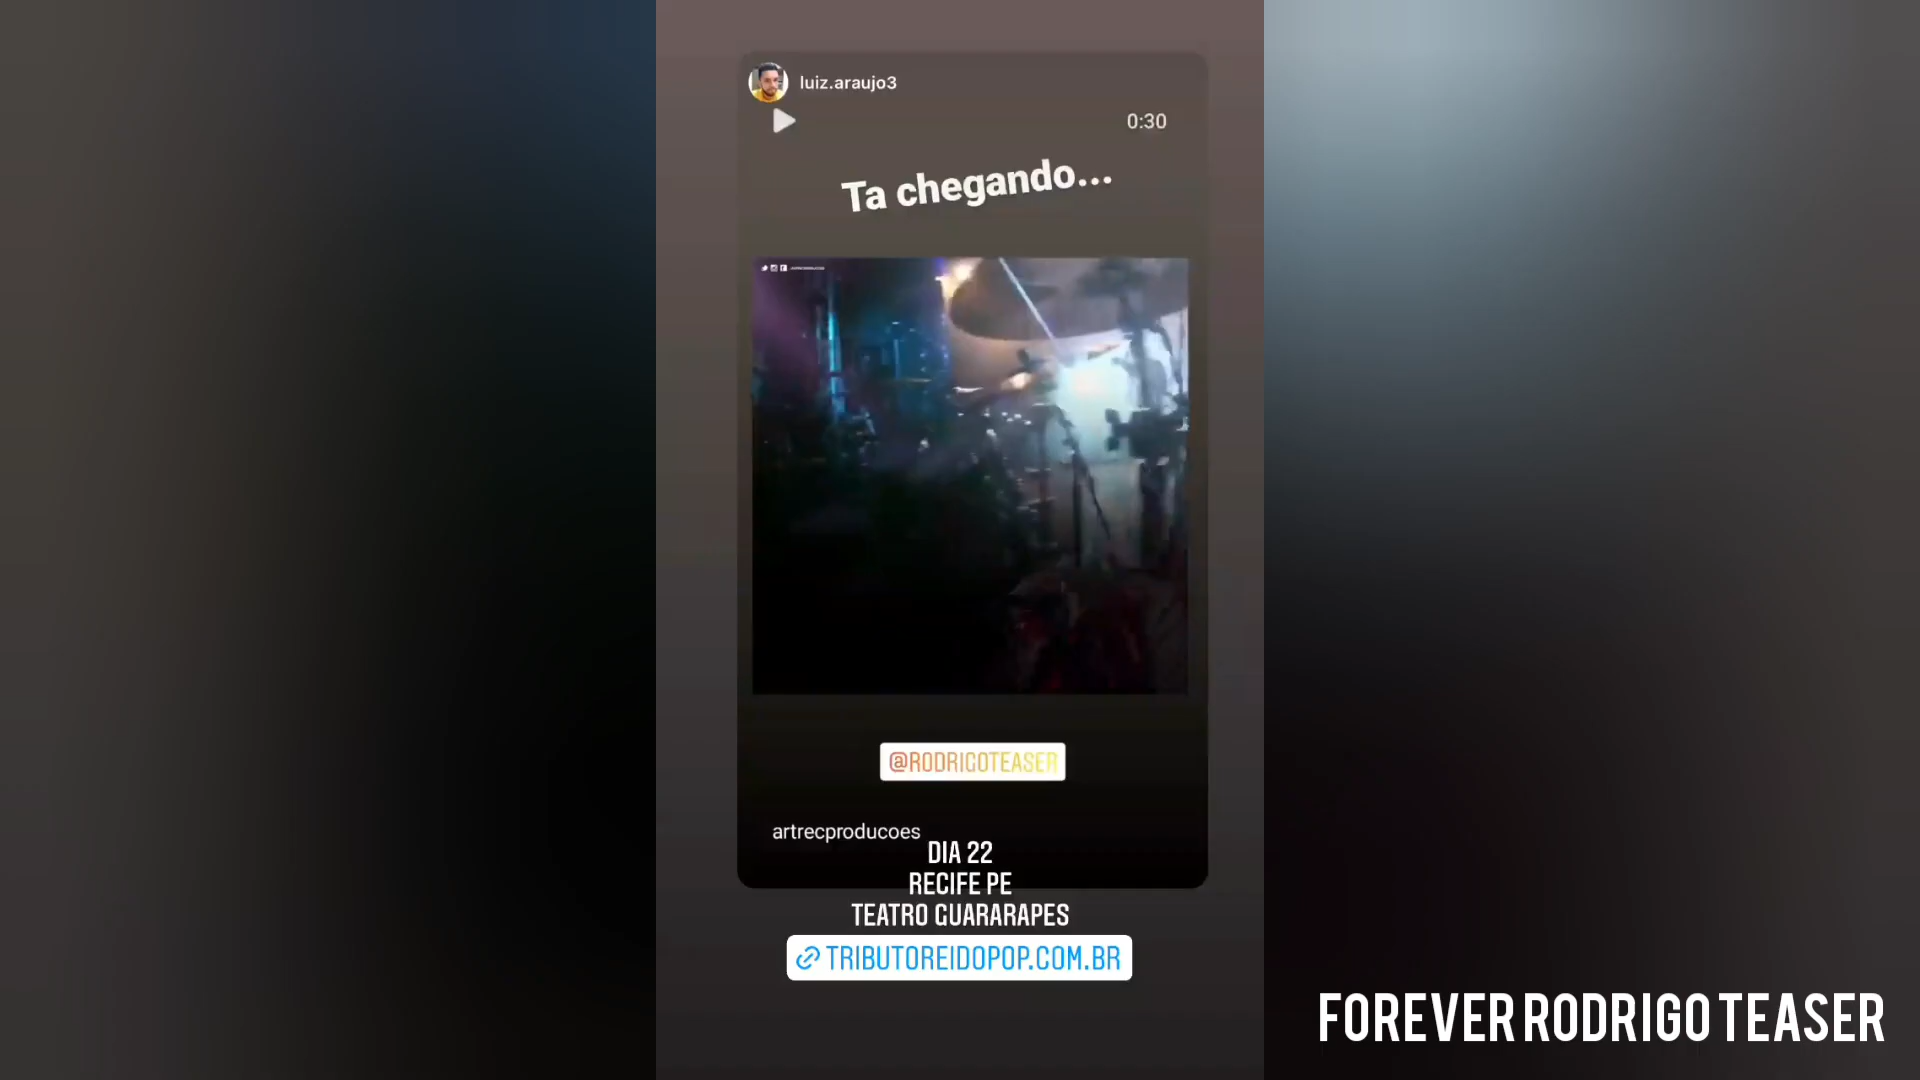 luiz.araujo3
0:30
Ta chegando...
@RODRIGOTEASER
artrecproducoes
DIA 22
RECIFE PE
TEATRO GUARARAPES
TRIBUTOREIDOPOP.COM.BR
FOREVER RODRIGO TEASER